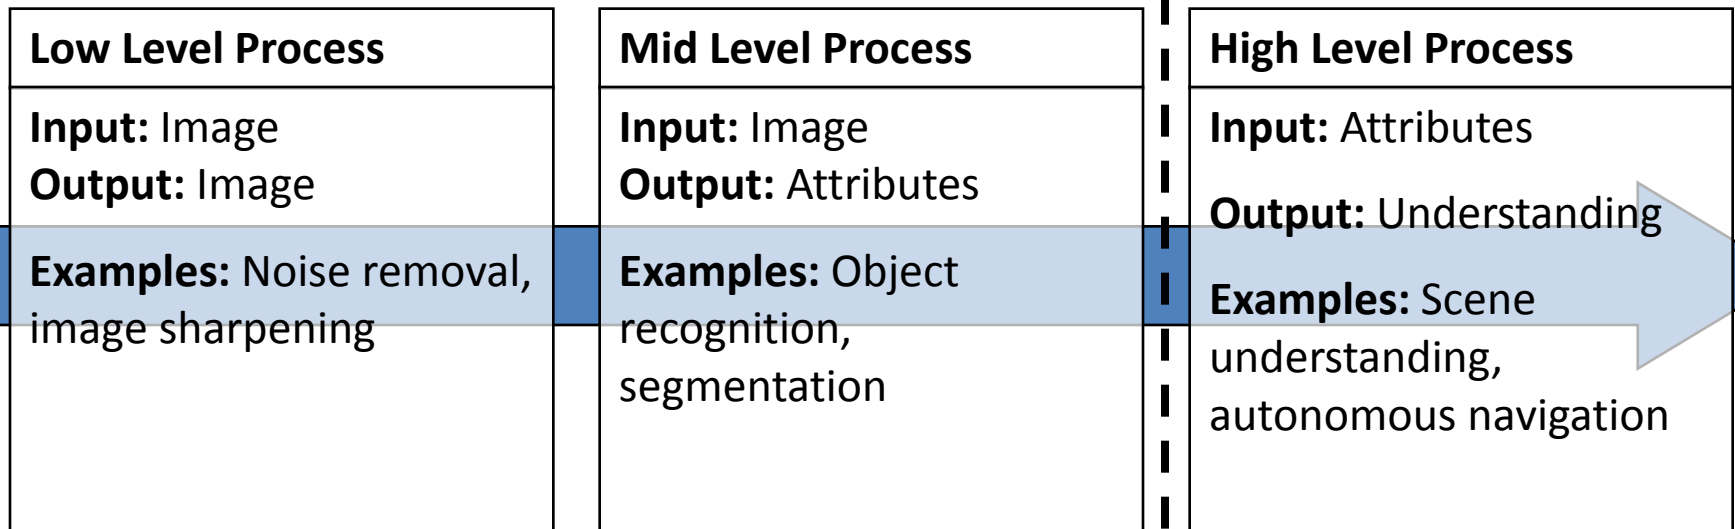 Low Level Process
Input: Image
Output: Image
Examples: Noise removal,
image sharpening
Mid Level Process
Input: Image
Output: Attributes
Examples: Object
recognition,
segmentation
High Level Process
Input: Attributes
Output: Understanding
Examples: Scene
understanding,
autonomous navigation